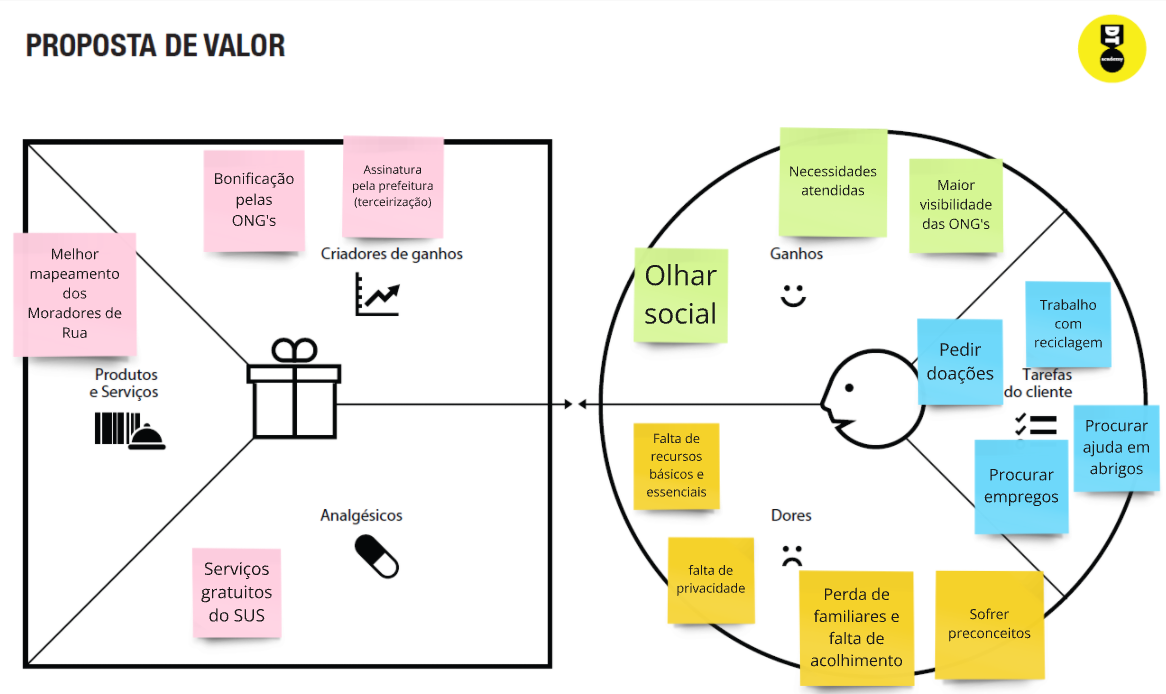 PROPOSTA DE VALOR
DT
academy
Bonificação
pelas
ONG's
Assinatura
pela prefeitura
(terceirização)
Criadores de ganhos
Melhor
mapeamento
dos
Moradores de
Rua
Produtos
e Serviços
Analgésicos
Serviços
gratuitos
do SUS
Necessidades
atendidas
Maior
visibilidade
das ONG's
Ganhos
Olhar
social
Trabalho
com
reciclagem
Pedir
doações
Tarefas
do cliente
Procurar
ajuda em
abrigos
Procurar
empregos
Falta de
recursos
básicos e
essenciais
Dores
falta de
privacidade
Perda de
familiares e
falta de
acolhimento
Sofrer
preconceitos